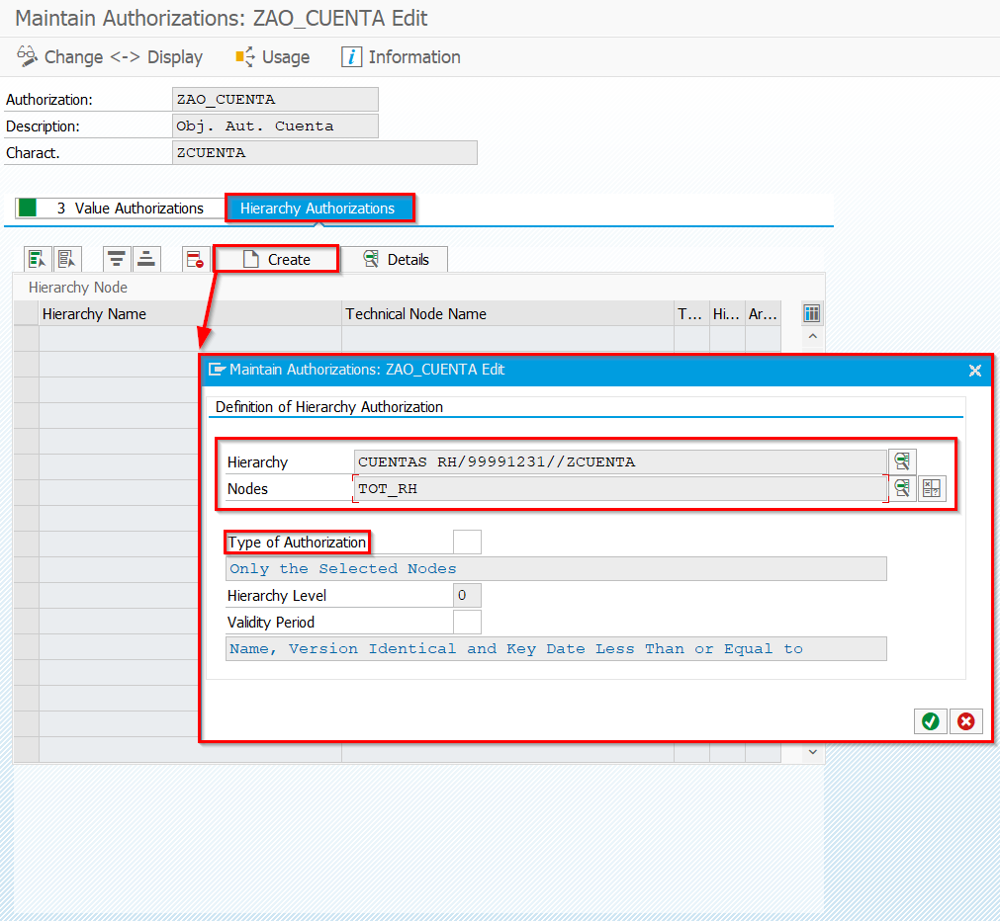 Maintain Authorizations: ZAO_CUENTA Edit
Change <-> Display Usage Information
Authorization: ZAO_CUENTA
Description: Obj. Aut. Cuenta
Charact. ZCUENTA
3 Value Authorizations Hierarchy Authorizations
Create Details
Hierarchy Node
Hierarchy Name Technical Node Name T... Hi... Ar...
Maintain Authorizations: ZAO_CUENTA Edit
Definition of Hierarchy Authorization
Hierarchy CUENTAS RH/99991231//ZCUENTA
Nodes TOT_RH
Type of Authorization
Only the Selected Nodes
Hierarchy Level 0
Validity Period
Name, Version Identical and Key Date Less Than or Equal to